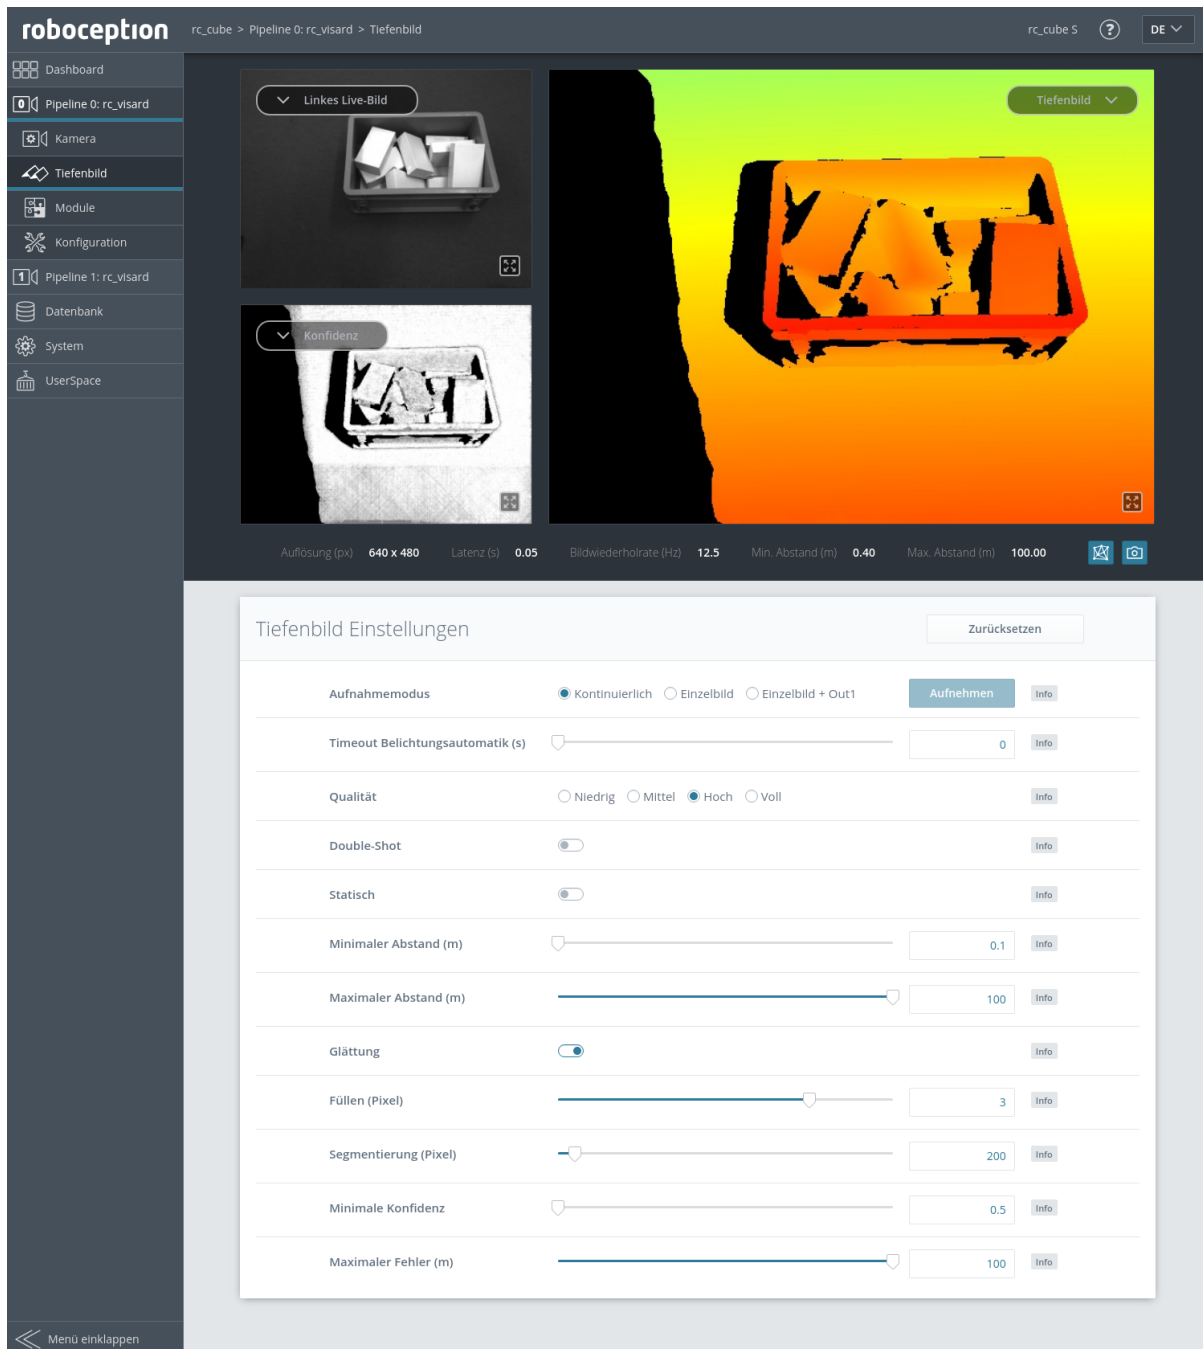 roboception
rc_cube > Pipeline 0: rc_visard > Tiefenbild
rc_cube S ? DE
Dashboard
0 Pipeline 0: rc_visard
Kamera
Tiefenbild
Module
Konfiguration
1 Pipeline 1: rc_visard
Datenbank
System
UserSpace
Menü einklappen
Linkes Live-Bild
Konfidenz
Tiefenbild
Auflösung (px) 640 x 480 Latenz (s) 0.05 Bildwiederholrate (Hz) 12.5 Min. Abstand (m) 0.40 Max. Abstand (m) 100.00
Tiefenbild Einstellungen Zurücksetzen
Aufnahmemodus Kontinuierlich Einzelbild Einzelbild + Out1 Aufnehmen Info
Timeout Belichtungsautomatik (s) 0 Info
Qualität Niedrig Mittel Hoch Voll Info
Double-Shot Info
Statisch Info
Minimaler Abstand (m) 0.1 Info
Maximaler Abstand (m) 100 Info
Glättung Info
Füllen (Pixel) 3 Info
Segmentierung (Pixel) 200 Info
Minimale Konfidenz 0.5 Info
Maximaler Fehler (m) 100 Info